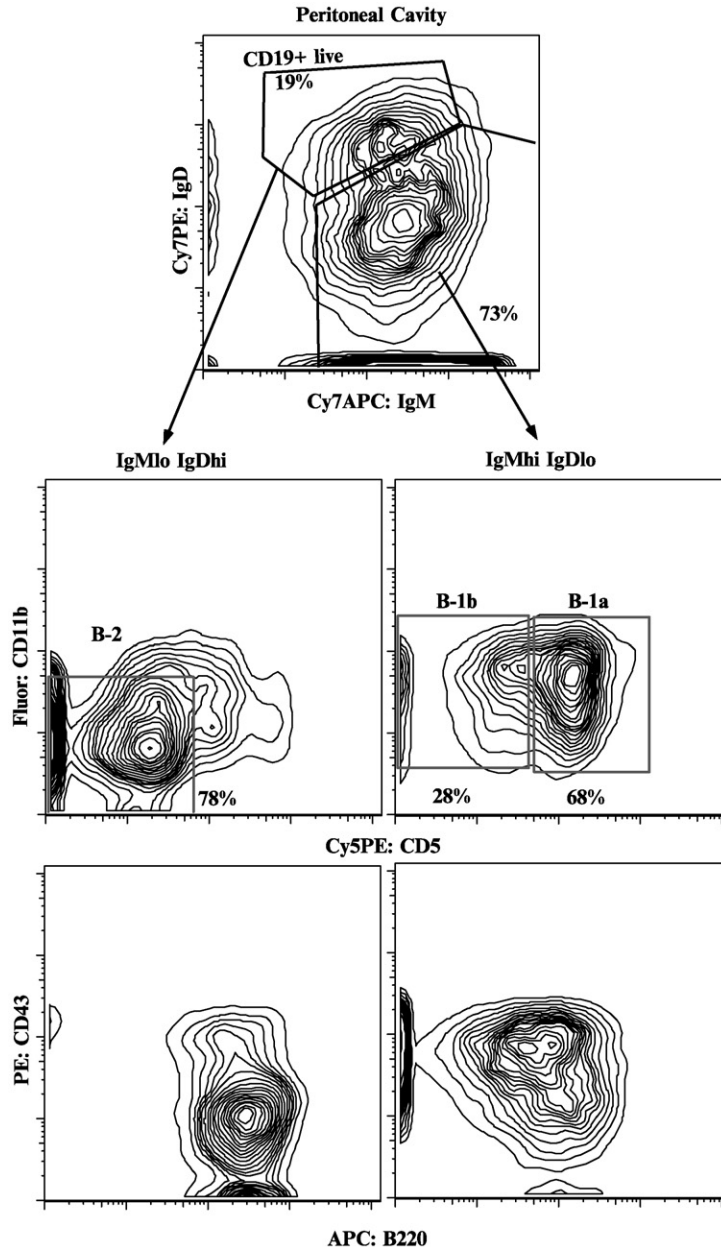 Peritoneal Cavity
CD19+ live
19%
Cy7PE: IgD
73%
Cy7APC: IgM
IgMlo IgDhi
IgMhi IgDlo
Fluor: CD11b
B-2
78%
B-1b
B-1a
28%
68%
Cy5PE: CD5
PE: CD43
APC: B220